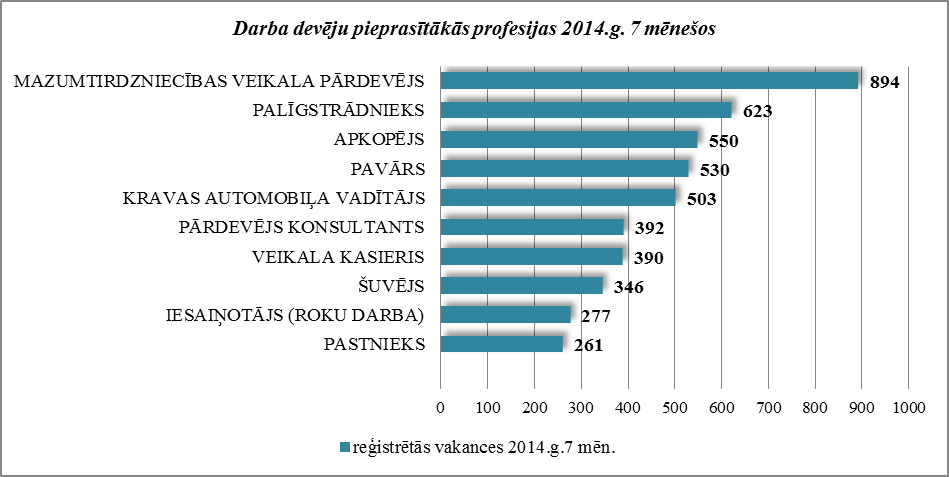 Darba devēju pieprasītākās profesijas 2014.g. 7 mēnešos
MAZUMTIRDZNIECĪBAS VEIKALA PĀRDEVĒJS 894
PALĪGSTRĀDNIEKS 623
APKOPĒJS 550
PAVĀRS 530
KRAVAS AUTOMOBIĻA VADĪTĀJS 503
PĀRDEVĒJS KONSULTANTS 392
VEIKALA KASIERIS 390
ŠUVĒJS 346
IESAIŅOTĀJS (ROKU DARBA) 277
PASTNIEKS 261
0 100 200 300 400 500 600 700 800 900 1000
reģistrētās vakances 2014.g.7 mēn.